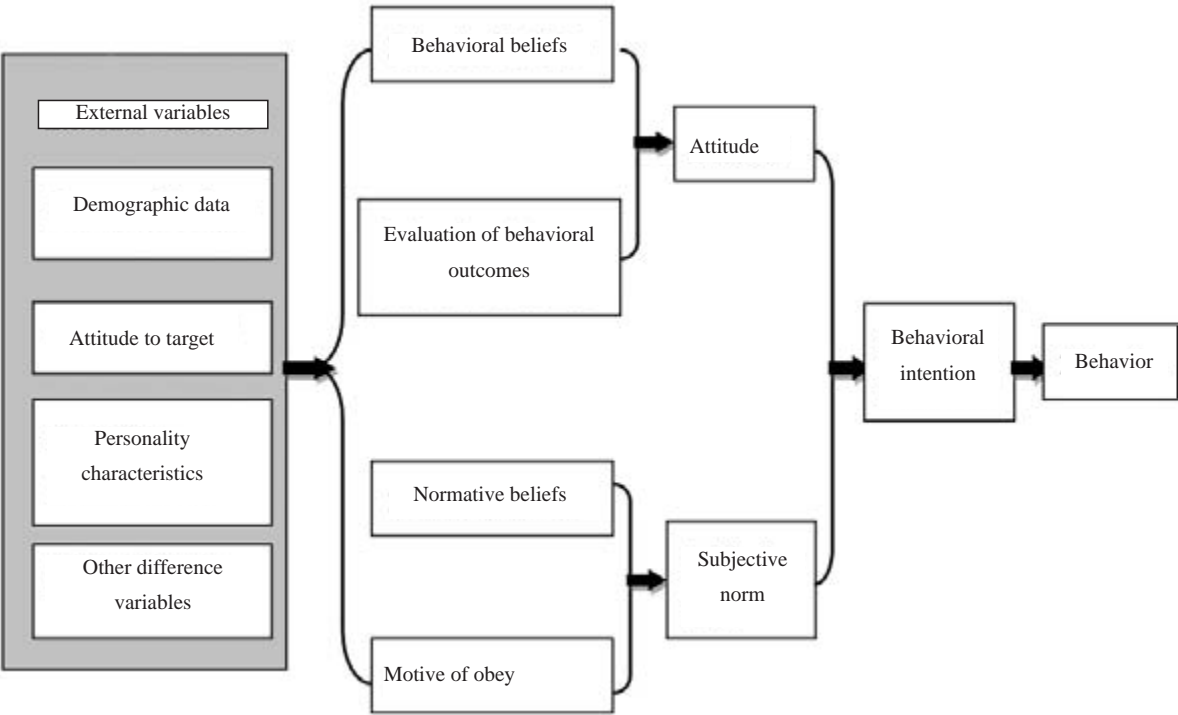 External variables
Demographic data
Attitude to target
Personality
characteristics
Other difference
variables
Behavioral beliefs
Evaluation of behavioral
outcomes
Normative beliefs
Motive of obey
Attitude
Subjective
norm
Behavioral
intention
Behavior